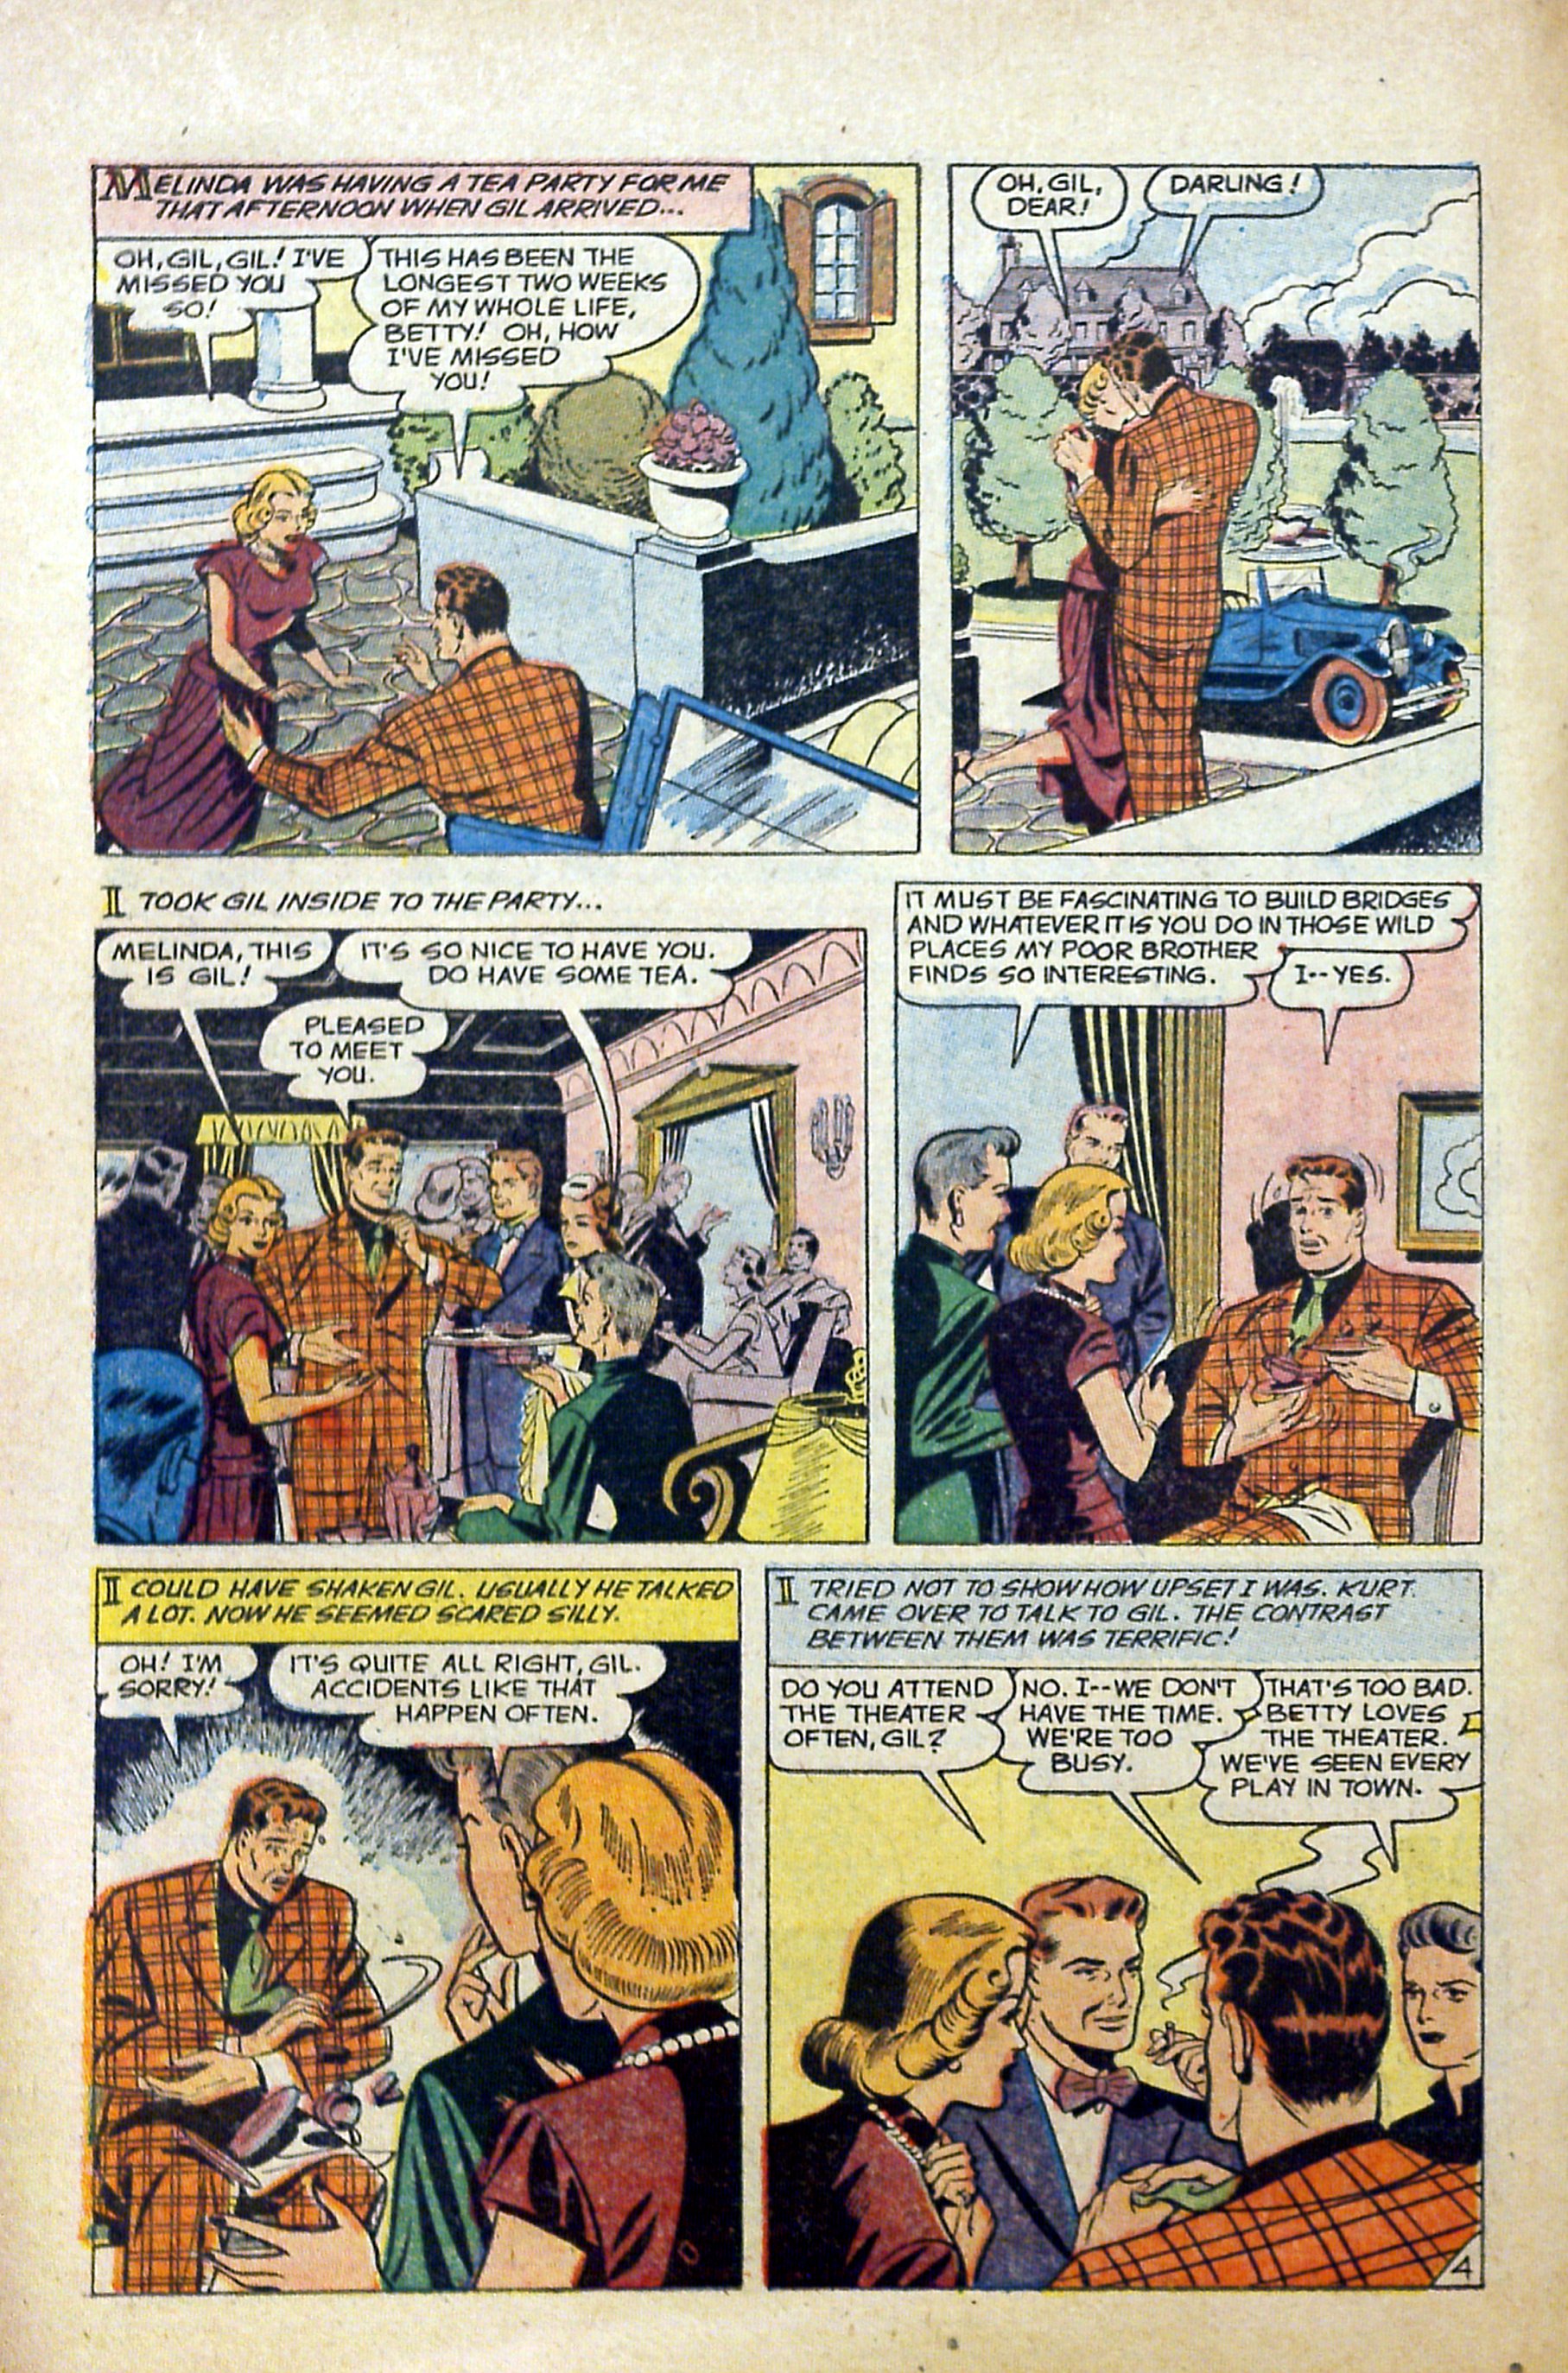 MELINDA WAS HAVING A TEA PARTY FOR ME
THAT AFTERNOON WHEN GIL ARRIVED...
OH, GIL, GIL! I'VE
MISSED YOU
SO!
THIS HAS BEEN THE
LONGEST TWO WEEKS
OF MY WHOLE LIFE,
BETTY! OH, HOW
I'VE MISSED
YOU!
OH, GIL,
DEAR!
DARLING!
I TOOK GIL INSIDE TO THE PARTY...
MELINDA, THIS
IS GIL!
PLEASED
TO MEET
YOU.
IT'S SO NICE TO HAVE YOU.
DO HAVE SOME TEA.
IT MUST BE FASCINATING TO BUILD BRIDGES
AND WHATEVER IT IS YOU DO IN THOSE WILD
PLACES MY POOR BROTHER
FINDS SO INTERESTING.
I--YES.
I COULD HAVE SHAKEN GIL. USUALLY HE TALKED
A LOT. NOW HE SEEMED SCARED SILLY.
OH! I'M
SORRY!
IT'S QUITE ALL RIGHT, GIL.
ACCIDENTS LIKE THAT
HAPPEN OFTEN.
I TRIED NOT TO SHOW HOW UPSET I WAS. KURT
CAME OVER TO TALK TO GIL. THE CONTRAST
BETWEEN THEM WAS TERRIFIC!
DO YOU ATTEND
THE THEATER
OFTEN, GIL?
NO. I--WE DON'T
HAVE THE TIME.
WE'RE TOO
BUSY.
THAT'S TOO BAD.
BETTY LOVES
THE THEATER.
WE'VE SEEN EVERY
PLAY IN TOWN.
4